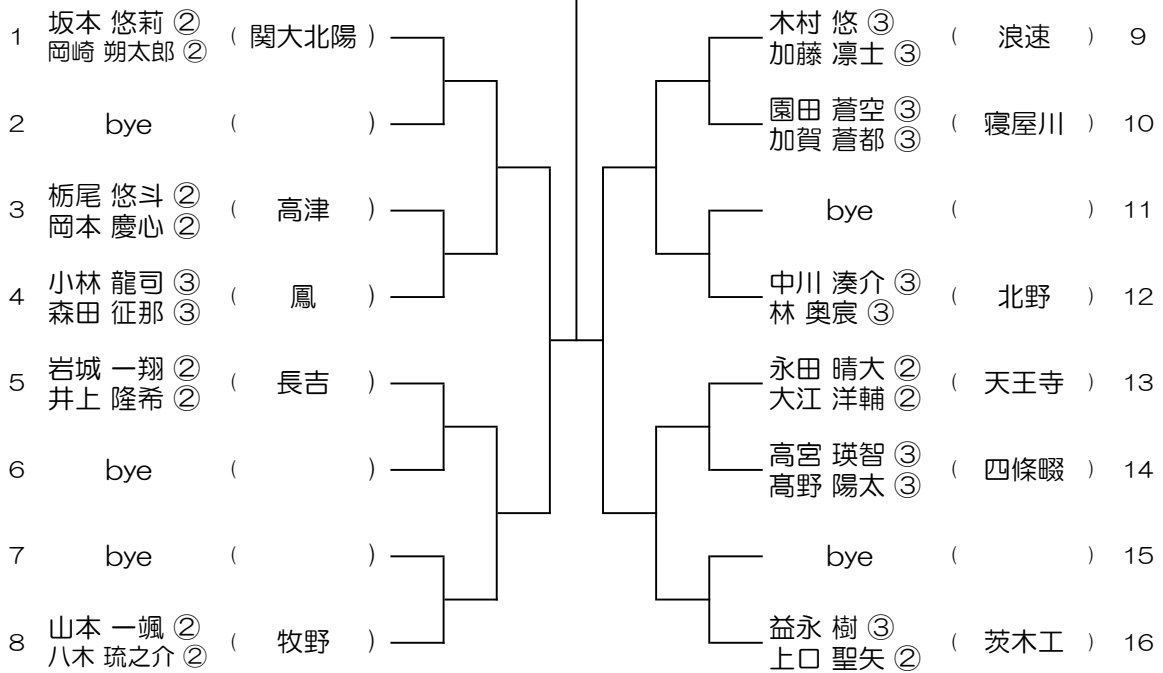 1 坂本 悠莉 ② ( 関大北陽 )
岡崎 朔太郎 ②
2 bye ( )
3 栃尾 悠斗 ② ( 高津 )
岡本 慶心 ②
4 小林 龍司 ③ ( 鳳 )
森田 征那 ③
5 岩城 一翔 ② ( 長吉 )
井上 隆希 ②
6 bye ( )
7 bye ( )
8 山本 一颯 ② ( 牧野 )
八木 琉之介 ②
木村 悠 ③ ( 浪速 ) 9
加藤 凛士 ③
園田 蒼空 ③ ( 寝屋川 ) 10
加賀 蒼都 ③
bye ( ) 11
中川 湊介 ③ ( 北野 ) 12
林 奥宸 ③
永田 晴大 ② ( 天王寺 ) 13
大江 洋輔 ②
高宮 瑛智 ③ ( 四條畷 ) 14
髙野 陽太 ③
bye ( ) 15
益永 樹 ③ ( 茨木工 ) 16
上口 聖矢 ②